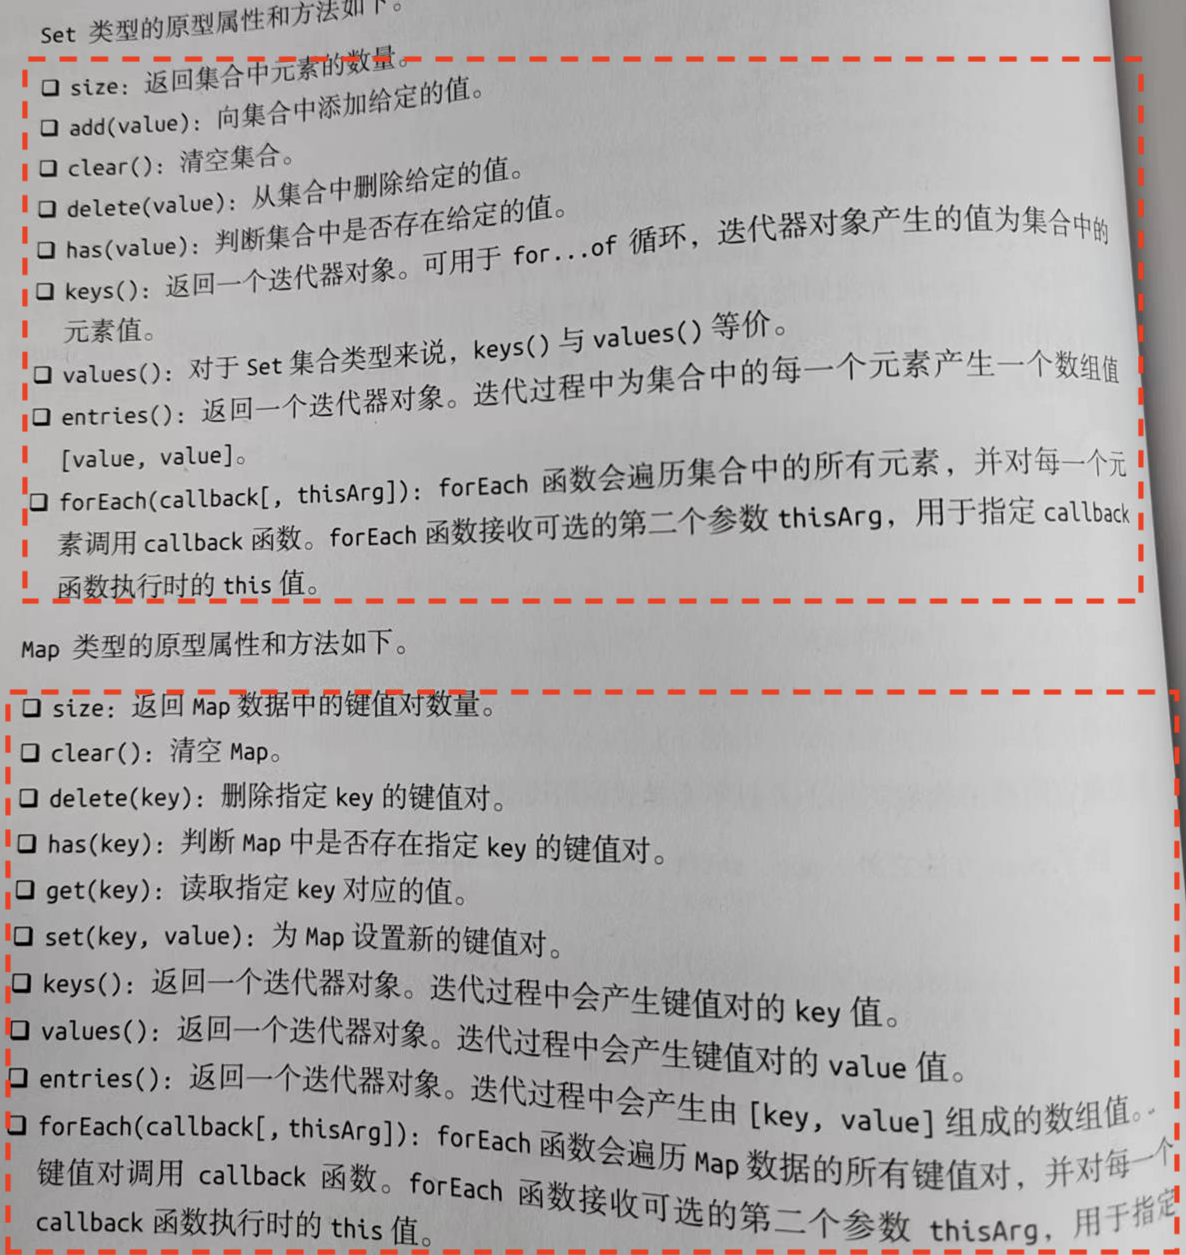 Set 类型的原型属性和方法如下。
❑ size：返回集合中元素的数量。
❑ add(value)：向集合中添加给定的值。
❑ clear()：清空集合。
❑ delete(value)：从集合中删除给定的值。
❑ has(value)：判断集合中是否存在给定的值。
❑ keys()：返回一个迭代器对象。可用于 for...of 循环，迭代器对象产生的值为集合中的
元素值。
❑ values()：对于 Set 集合类型来说，keys() 与 values() 等价。
❑ entries()：返回一个迭代器对象。迭代过程中为集合中的每一个元素产生一个数组值
[value, value]。
❑ forEach(callback[, thisArg])：forEach 函数会遍历集合中的所有元素，并对每一个元
素调用 callback 函数。forEach 函数接收可选的第二个参数 thisArg，用于指定 callback
函数执行时的 this 值。
Map 类型的原型属性和方法如下。
❑ size：返回 Map 数据中的键值对数量。
❑ clear()：清空 Map。
❑ delete(key)：删除指定 key 的键值对。
❑ has(key)：判断 Map 中是否存在指定 key 的键值对。
❑ get(key)：读取指定 key 对应的值。
❑ set(key, value)：为 Map 设置新的键值对。
❑ keys()：返回一个迭代器对象。迭代过程中会产生键值对的 key 值。
❑ values()：返回一个迭代器对象。迭代过程中会产生键值对的 value 值。
❑ entries()：返回一个迭代器对象。迭代过程中会产生由 [key, value] 组成的数组值。
❑ forEach(callback[, thisArg])：forEach 函数会遍历 Map 数据的所有键值对，并对每一个
键值对调用 callback 函数。forEach 函数接收可选的第二个参数 thisArg，用于指定
callback 函数执行时的 this 值。